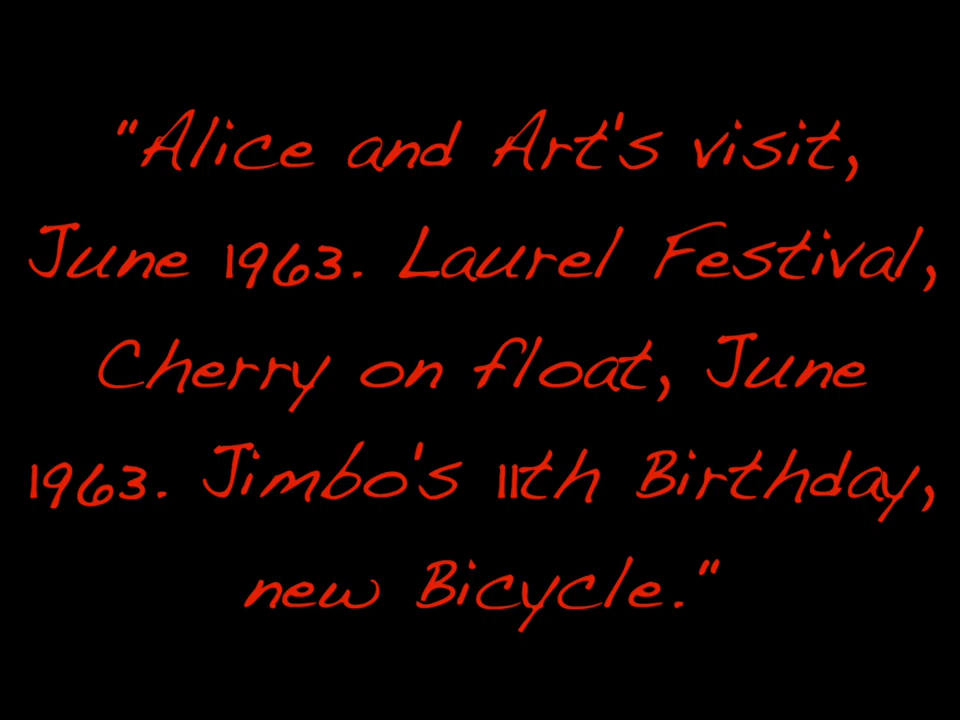 "Alice and Art's visit,
June 1963. Laurel Festival,
Cherry on float, June
1963. Jimbo's 11th Birthday,
new Bicycle."